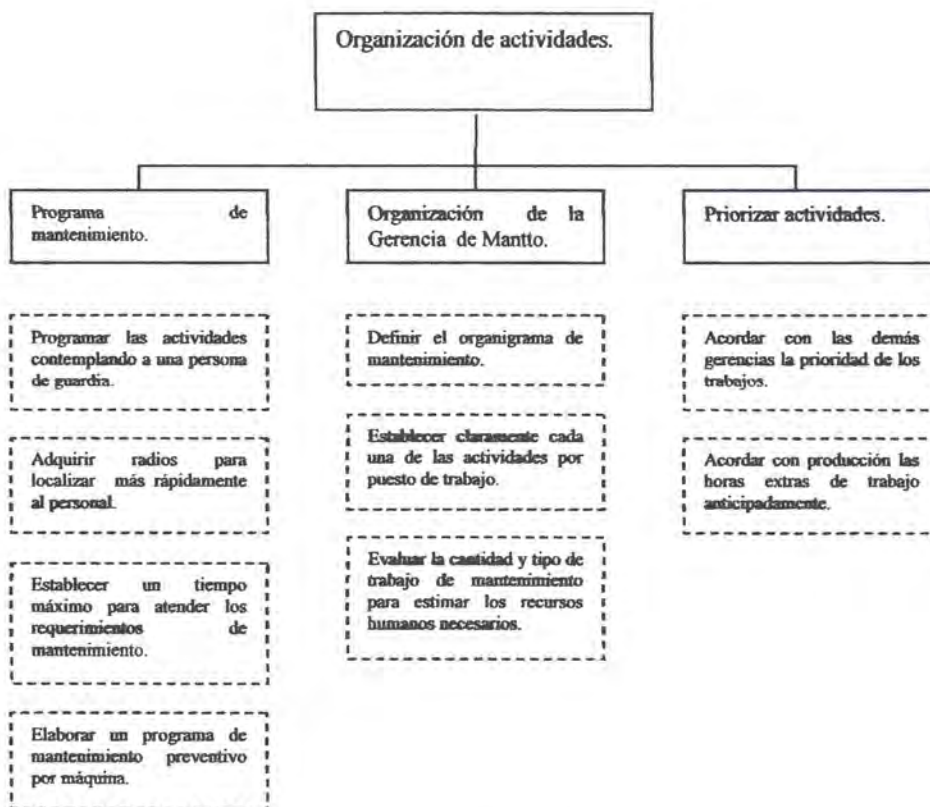 Organización de actividades.
Programa de
mantenimiento.
Programar las actividades
contemplando a una persona
de guardia.
Adquirir radios para
localizar más rápidamente
al personal.
Establecer un tiempo
máximo para atender los
requerimientos de
mantenimiento.
Elaborar un programa de
mantenimiento preventivo
por máquina.
Organización de la
Gerencia de Mantto.
Definir el organigrama de
mantenimiento.
Establecer claramente cada
una de las actividades por
puesto de trabajo.
Evaluar la cantidad y tipo de
trabajo de mantenimiento
para estimar los recursos
humanos necesarios.
Priorizar actividades.
Acordar con las demás
gerencias la prioridad de los
trabajos.
Acordar con producción las
horas extras de trabajo
anticipadamente.